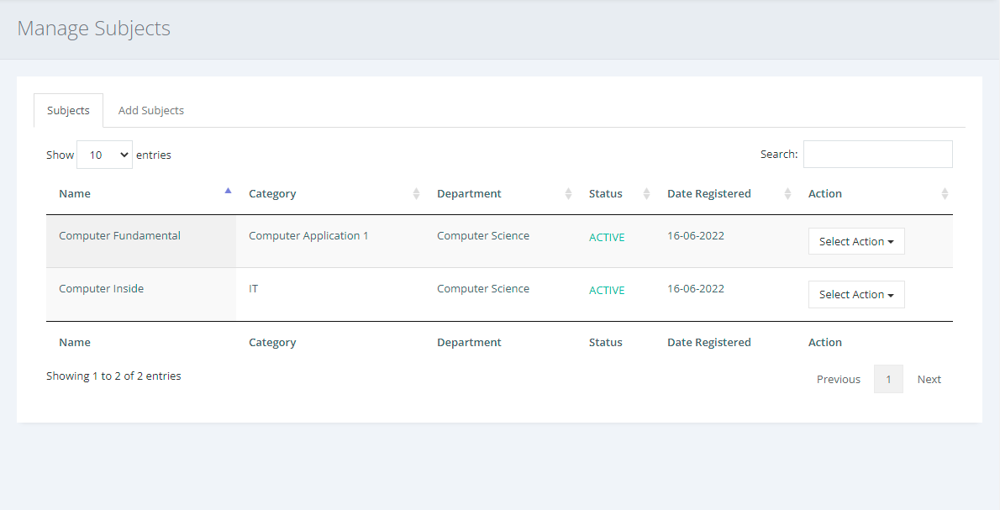 Manage Subjects
Subjects Add Subjects
Show 10 entries Search:
Name Category Department Status Date Registered Action
Computer Fundamental Computer Application 1 Computer Science ACTIVE 16-06-2022 Select Action
Computer Inside IT Computer Science ACTIVE 16-06-2022 Select Action
Name Category Department Status Date Registered Action
Showing 1 to 2 of 2 entries Previous 1 Next